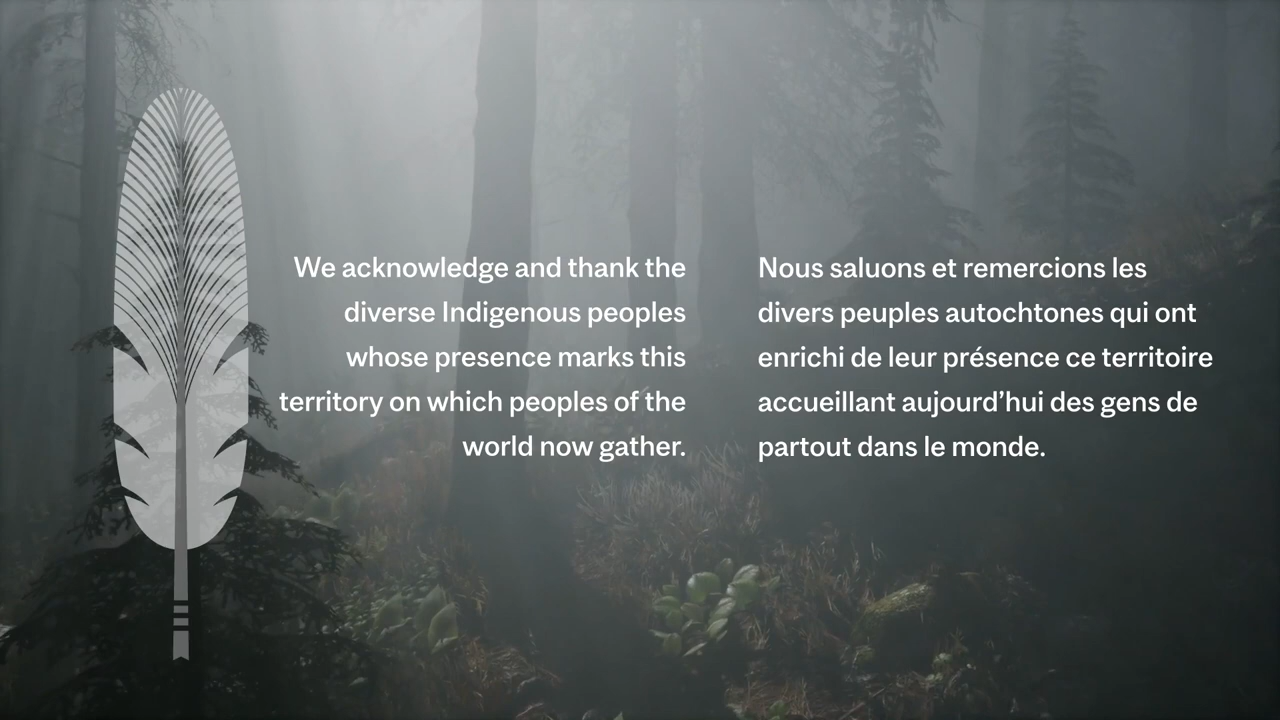 We acknowledge and thank the
diverse Indigenous peoples
whose presence marks this
territory on which peoples of the
world now gather.
Nous saluons et remercions les
divers peuples autochtones qui ont
enrichi de leur présence ce territoire
accueillant aujourd’hui des gens de
partout dans le monde.